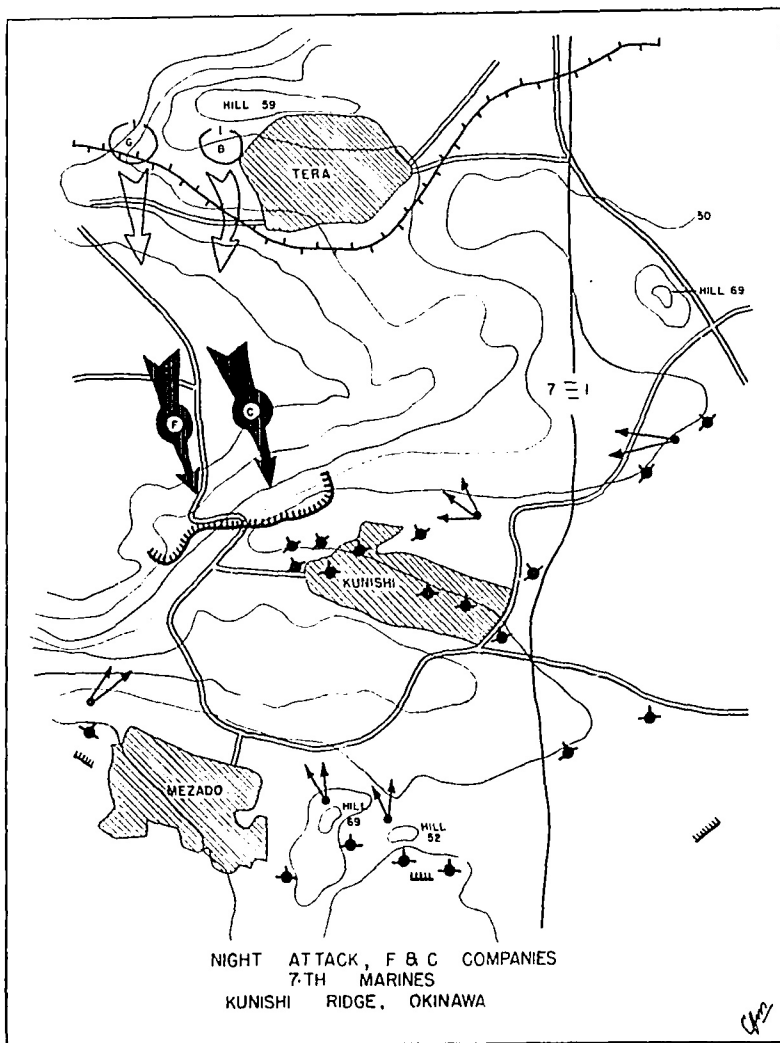 HILL 59
G
I
B
TERA
50
HILL 69
7 1
F
C
KUNISHI
MEZADO
HILL
69
HILL
52
NIGHT ATTACK, F & C COMPANIES
7TH MARINES
KUNISHI RIDGE, OKINAWA